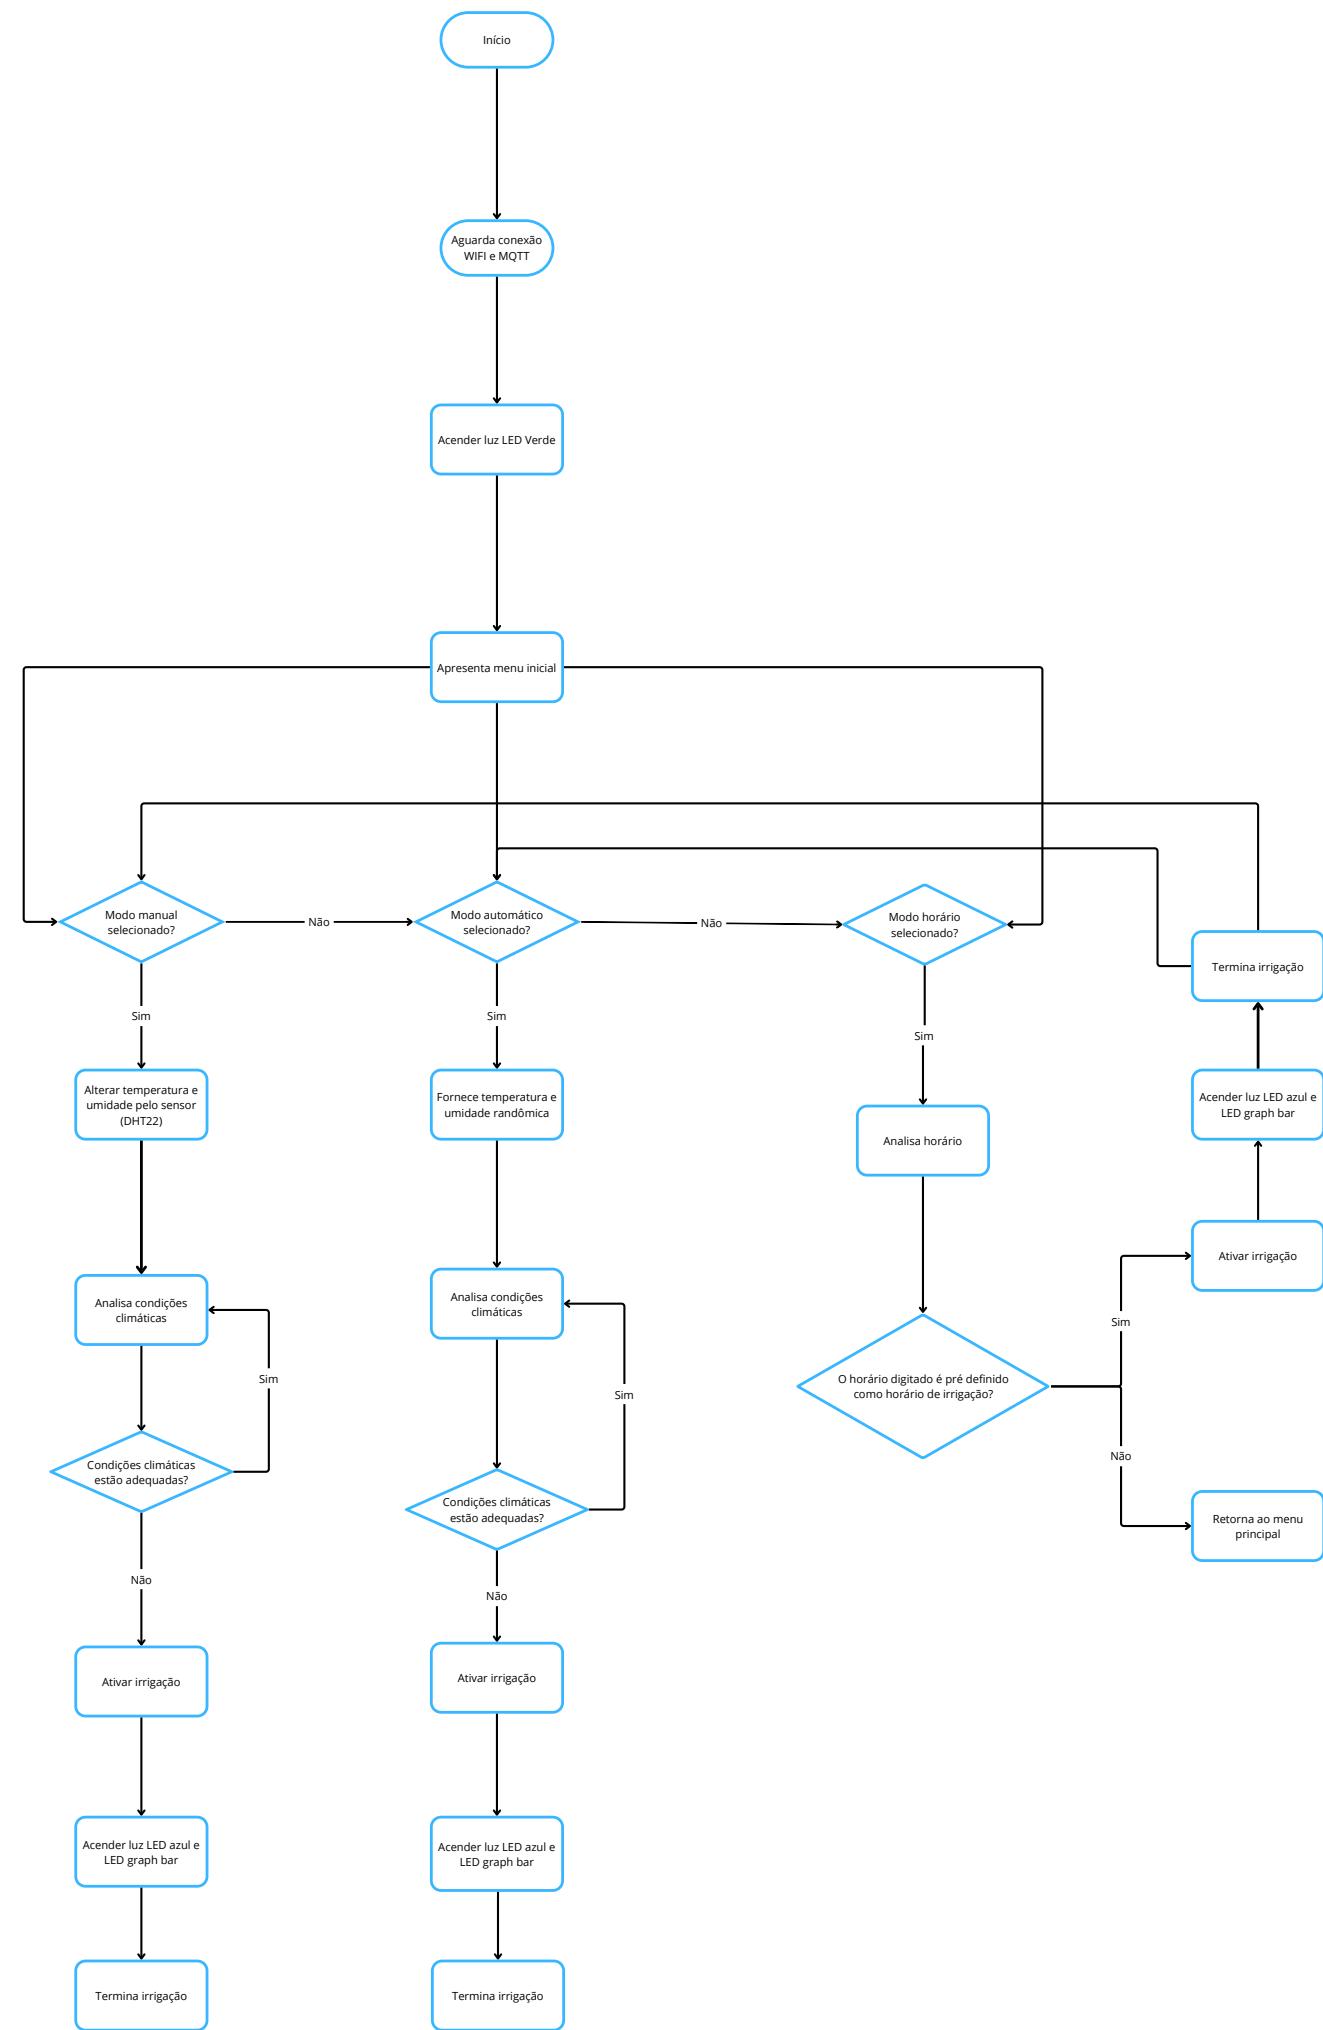 Início
Aguarda conexão
WIFI e MQTT
Acender luz LED Verde
Apresenta menu inicial
Modo manual
selecionado?
Não
Modo automático
selecionado?
Não
Modo horário
selecionado?
Termina irrigação
Sim
Sim
Sim
Alterar temperatura e
umidade pelo sensor
(DHT22)
Fornece temperatura e
umidade randômica
Analisa horário
Acender luz LED azul e
LED graph bar
Ativar irrigação
Analisa condições
climáticas
Analisa condições
climáticas
Sim
Sim
Sim
O horário digitado é pré definido
como horário de irrigação?
Condições climáticas
estão adequadas?
Condições climáticas
estão adequadas?
Não
Retorna ao menu
principal
Não
Não
Ativar irrigação
Ativar irrigação
Acender luz LED azul e
LED graph bar
Acender luz LED azul e
LED graph bar
Termina irrigação
Termina irrigação